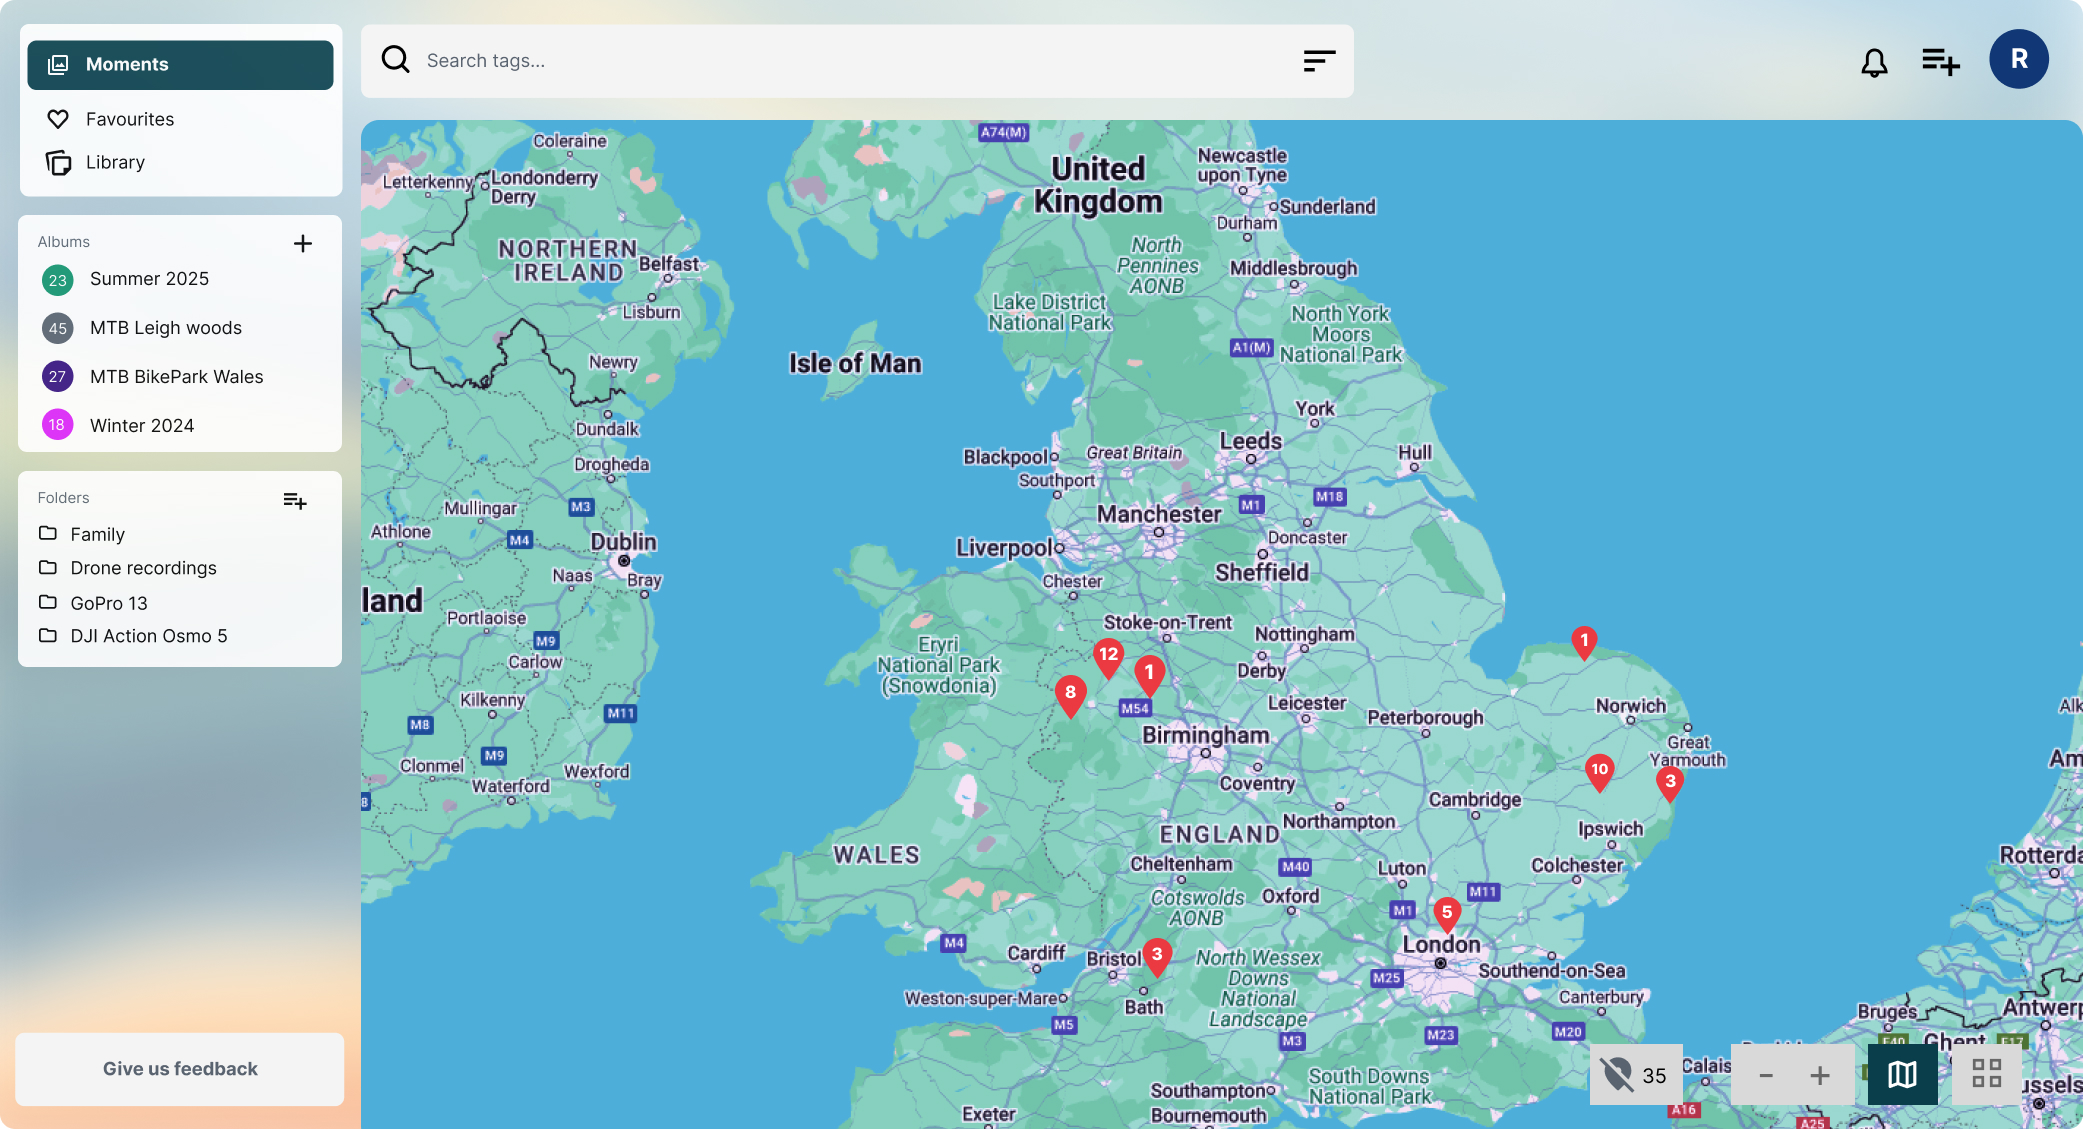 Moments
Favourites
Library
Albums
23 Summer 2025
45 MTB Leigh woods
27 MTB BikePark Wales
18 Winter 2024
Folders
Family
Drone recordings
GoPro 13
DJI Action Osmo 5
Give us feedback
Search tags...
R
A74(M)
Coleraine
Letterkenny
Londonderry
Derry
United
Kingdom
Newcastle
upon Tyne
Sunderland
Durham
NORTHERN
IRELAND
Belfast
Lisburn
North
Pennines
AONB
Middlesbrough
Lake District
National Park
North York
Moors
National Park
A1(M)
Isle of Man
Newry
Dundalk
York
Leeds
Hull
Blackpool
Great Britain
Southport
Drogheda
Mullingar
M3
M1
M18
Athlone
M4
Dublin
Manchester
Doncaster
Liverpool
Sheffield
Naas
Bray
Chester
land
Portlaoise
M9
Stoke-on-Trent
Nottingham
1
Carlow
Eryri
National Park
(Snowdonia)
12
1
8
Derby
Kilkenny
M11
M8
M54
Leicester
Peterborough
Norwich
Birmingham
Great
Yarmouth
M9
Clonmel
Waterford
Wexford
Coventry
10
3
8
Cambridge
Northampton
Ipswich
ENGLAND
WALES
Cheltenham
M40
Luton
Colchester
Cotswolds
AONB
Oxford
M11
M1
5
London
M4
Cardiff
Bristol
3
North Wessex
Downs
National
Landscape
M25
Southend-on-Sea
Weston-super-Mare
Bath
Canterbury
M5
M3
M23
M20
South Downs
National Park
Southampton
Bournemouth
Exeter
Alk
Am
Rotterda
Antwerp
Bruges
Ghent
E40
E17
Calais
ussels
A16
A25
35